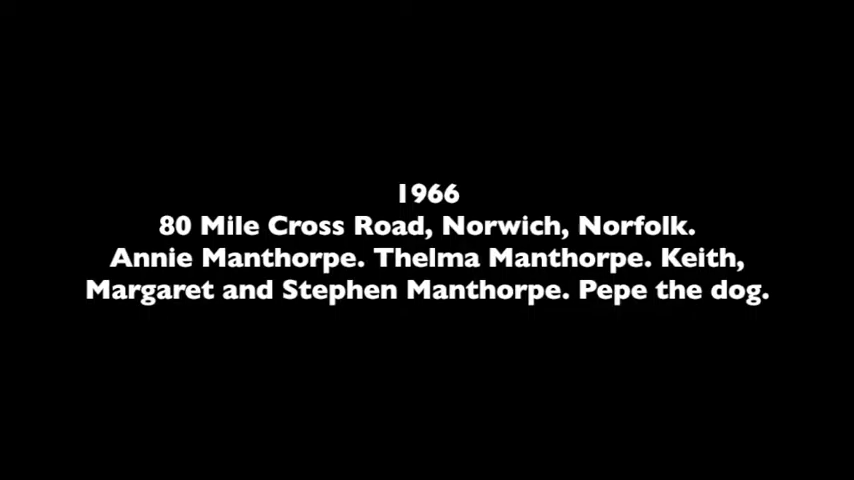 1966
80 Mile Cross Road, Norwich, Norfolk.
Annie Manthorpe. Thelma Manthorpe. Keith,
Margaret and Stephen Manthorpe. Pepe the dog.